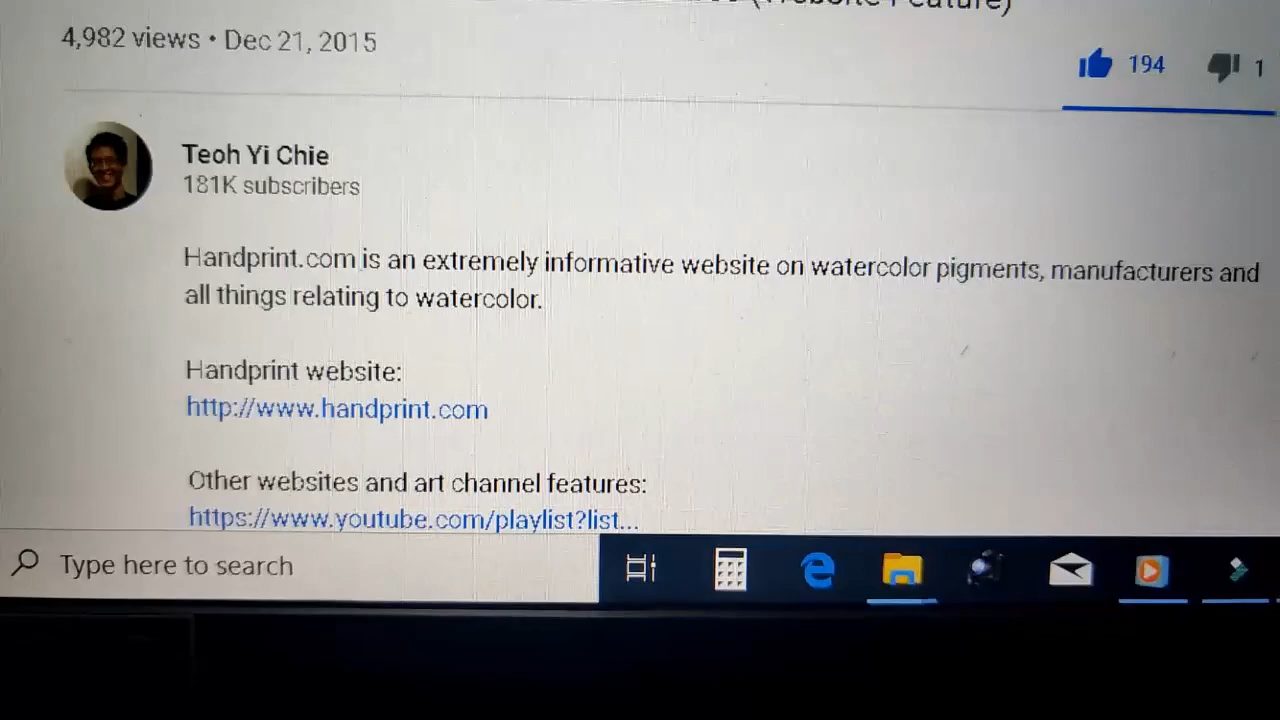 (Website Feature)
4,982 views • Dec 21, 2015
194
1
Teoh Yi Chie
181K subscribers
Handprint.com is an extremely informative website on watercolor pigments, manufacturers and
all things relating to watercolor.
Handprint website:
http://www.handprint.com
Other websites and art channel features:
https://www.youtube.com/playlist?list...
Type here to search